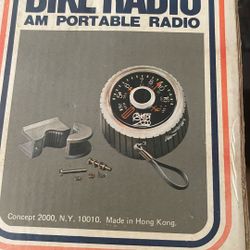 BIKE RADIO
AM PORTABLE RADIO
Concept 2000, N.Y. 10010. Made in Hong Kong.